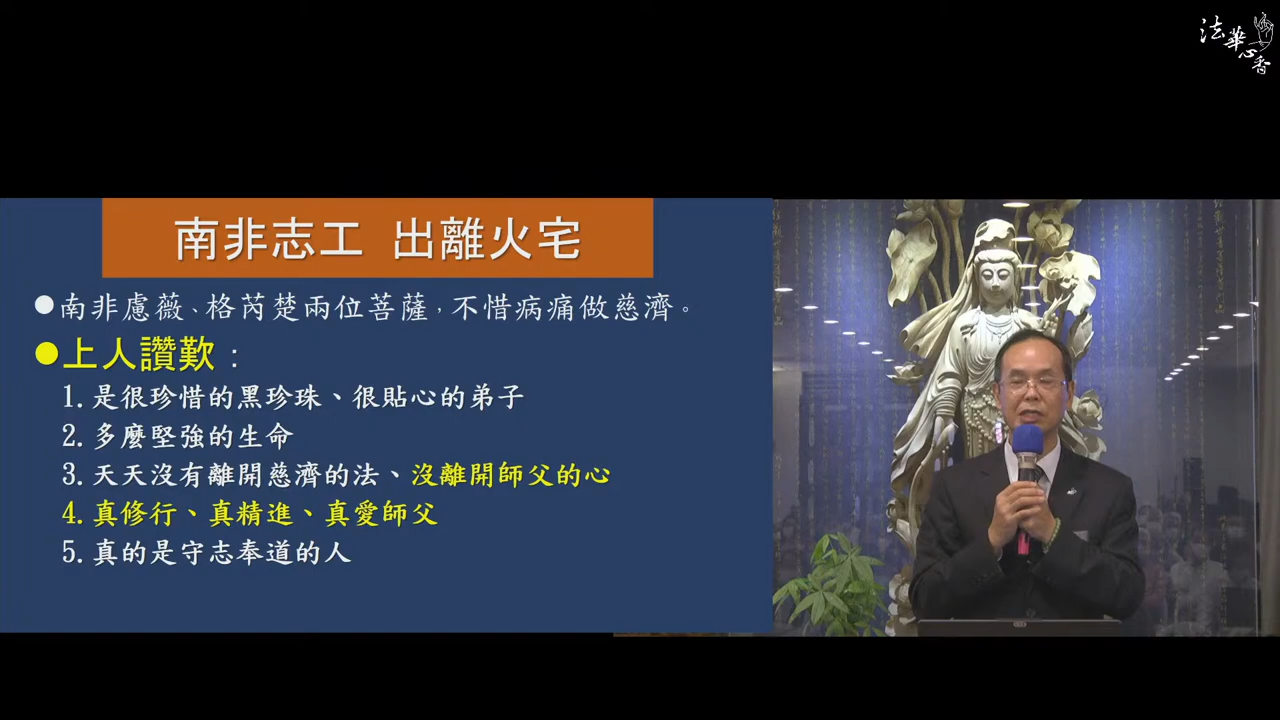 法華心香
南非志工 出離火宅
●南非慮薇、格芮楚兩位菩薩，不惜病痛做慈濟。
●上人讚歎：
1. 是很珍惜的黑珍珠、很貼心的弟子
2. 多麼堅強的生命
3. 天天沒有離開慈濟的法、沒離開師父的心
4. 真修行、真精進、真愛師父
5. 真的是守志奉道的人